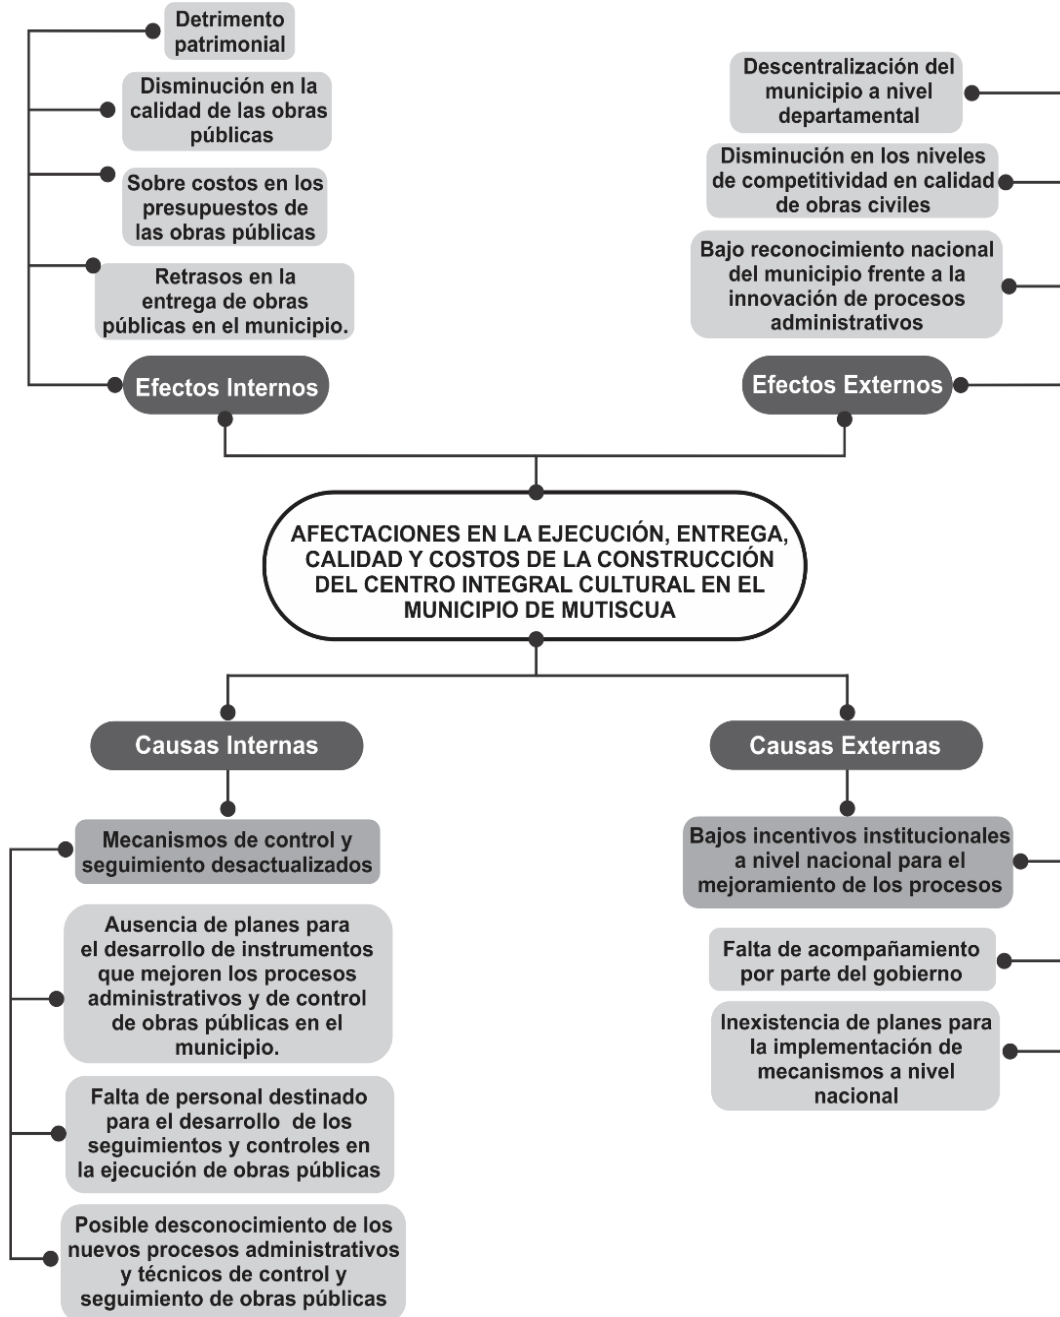 Detrimento
patrimonial
Disminución en la
calidad de las obras
públicas
Sobre costos en los
presupuestos de
las obras públicas
Retrasos en la
entrega de obras
públicas en el municipio.
Efectos Internos
Descentralización del
municipio a nivel
departamental
Disminución en los niveles
de competitividad en calidad
de obras civiles
Bajo reconocimiento nacional
del municipio frente a la
innovación de procesos
administrativos
Efectos Externos
AFECTACIONES EN LA EJECUCIÓN, ENTREGA,
CALIDAD Y COSTOS DE LA CONSTRUCCIÓN
DEL CENTRO INTEGRAL CULTURAL EN EL
MUNICIPIO DE MUTISCUA
Causas Internas
Mecanismos de control y
seguimiento desactualizados
Ausencia de planes para
el desarrollo de instrumentos
que mejoren los procesos
administrativos y de control
de obras públicas en el
municipio.
Falta de personal destinado
para el desarrollo de los
seguimientos y controles en
la ejecución de obras públicas
Posible desconocimiento de los
nuevos procesos administrativos
y técnicos de control y
seguimiento de obras públicas
Causas Externas
Bajos incentivos institucionales
a nivel nacional para el
mejoramiento de los procesos
Falta de acompañamiento
por parte del gobierno
Inexistencia de planes para
la implementación de
mecanismos a nivel
nacional